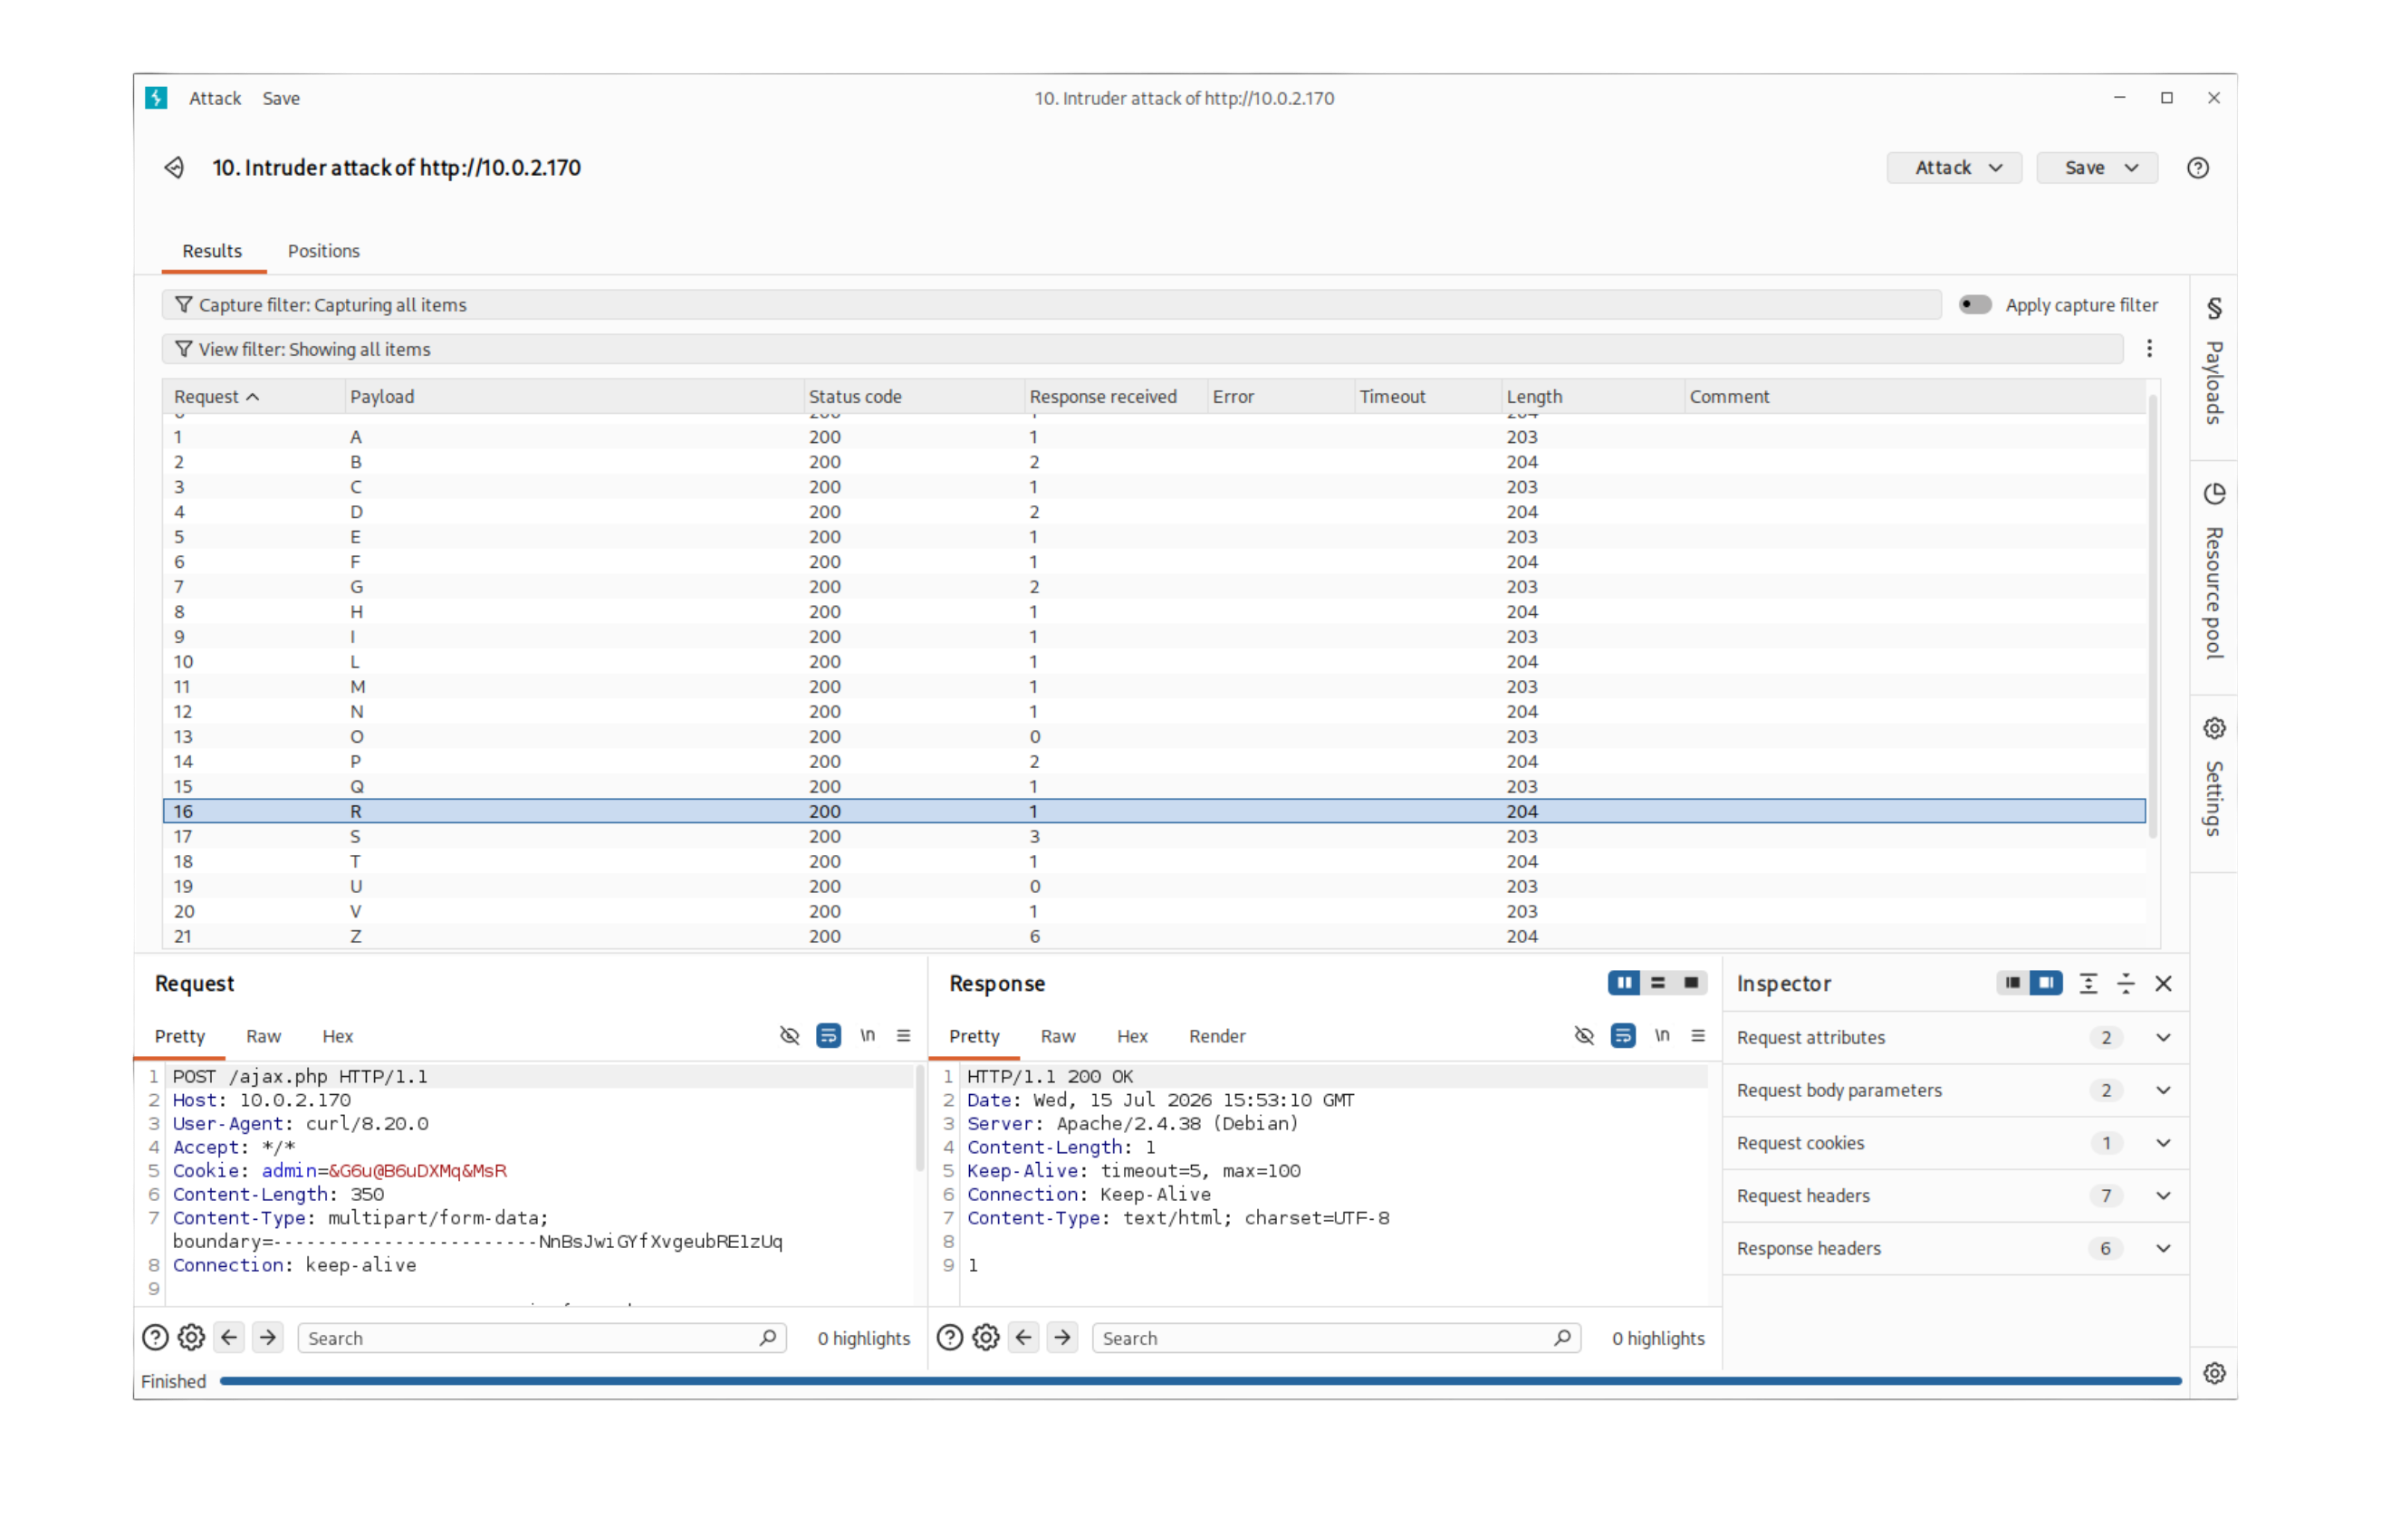 Attack Save 10. Intruder attack of http://10.0.2.170
10. Intruder attack of http://10.0.2.170 Attack Save
Results Positions
Capture filter: Capturing all items Apply capture filter
View filter: Showing all items
Request Payload Status code Response received Error Timeout Length Comment
1 A 200 1 203
2 B 200 2 204
3 C 200 1 203
4 D 200 2 204
5 E 200 1 203
6 F 200 1 204
7 G 200 2 203
8 H 200 1 204
9 I 200 1 203
10 L 200 1 204
11 M 200 1 203
12 N 200 1 204
13 O 200 0 203
14 P 200 2 204
15 Q 200 1 203
16 R 200 1 204
17 S 200 3 203
18 T 200 1 204
19 U 200 0 203
20 V 200 1 203
21 Z 200 6 204
§ Payloads
Resource pool
Settings
Request
Pretty Raw Hex \n
1 POST /ajax.php HTTP/1.1
2 Host: 10.0.2.170
3 User-Agent: curl/8.20.0
4 Accept: */*
5 Cookie: admin=&G6u@B6uDXMq&MsR
6 Content-Length: 350
7 Content-Type: multipart/form-data;
boundary=------------------------NnBsJwiGYfXvgeubRE1zUq
8 Connection: keep-alive
9
Search 0 highlights
Response
Pretty Raw Hex Render \n
1 HTTP/1.1 200 OK
2 Date: Wed, 15 Jul 2026 15:53:10 GMT
3 Server: Apache/2.4.38 (Debian)
4 Content-Length: 1
5 Keep-Alive: timeout=5, max=100
6 Connection: Keep-Alive
7 Content-Type: text/html; charset=UTF-8
8
9 1
Search 0 highlights
Inspector
Request attributes 2
Request body parameters 2
Request cookies 1
Request headers 7
Response headers 6
Finished